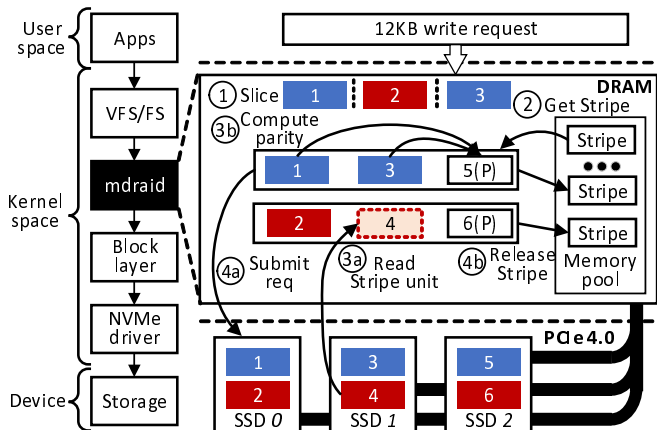 User
space
Apps
12KB write request
DRAM
1 Slice
1
2
3
2 Get Stripe
3b Compute
parity
VFS/FS
Stripe
1
3
5(P)
Stripe
Kernel
space
mdraid
2
4
6(P)
Stripe
Block
layer
4a Submit
req
3a Read
Stripe unit
4b Release
Stripe
Memory
pool
NVMe
driver
PCIe4.0
1
3
5
Device
Storage
2
4
6
SSD 0
SSD 1
SSD 2